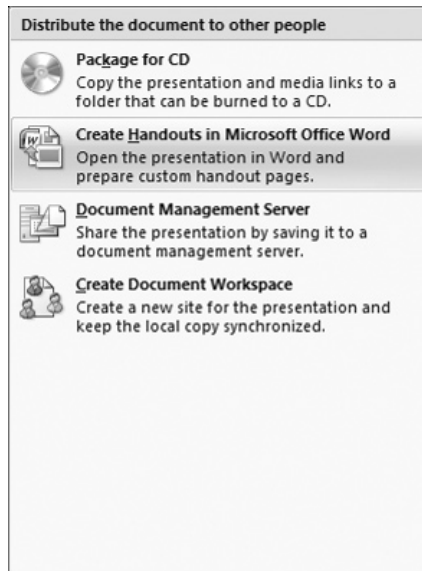 Distribute the document to other people
Package for CD
Copy the presentation and media links to a
folder that can be burned to a CD.
Create Handouts in Microsoft Office Word
Open the presentation in Word and
prepare custom handout pages.
Document Management Server
Share the presentation by saving it to a
document management server.
Create Document Workspace
Create a new site for the presentation and
keep the local copy synchronized.